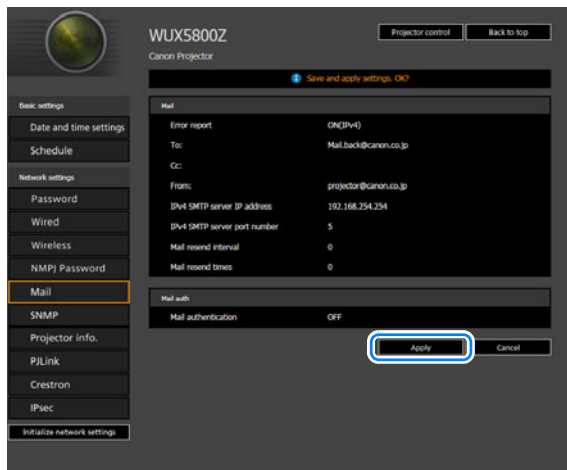 WUX5800Z
Projector control
Back to top
Canon Projector
Save and apply settings. OK?
Basic settings
Date and time settings
Schedule
Network settings
Password
Wired
Wireless
NMPJ Password
Mail
SNMP
Projector info.
PJLink
Crestron
IPsec
Initialize network settings
Mail
Error report ON(IPv4)
To: Mail.back@canon.co.jp
Cc:
From: projector@canon.co.jp
IPv4 SMTP server IP address 192.168.254.254
IPv4 SMTP server port number 5
Mail resend interval 0
Mail resend times 0
Mail auth
Mail authentication OFF
Apply
Cancel